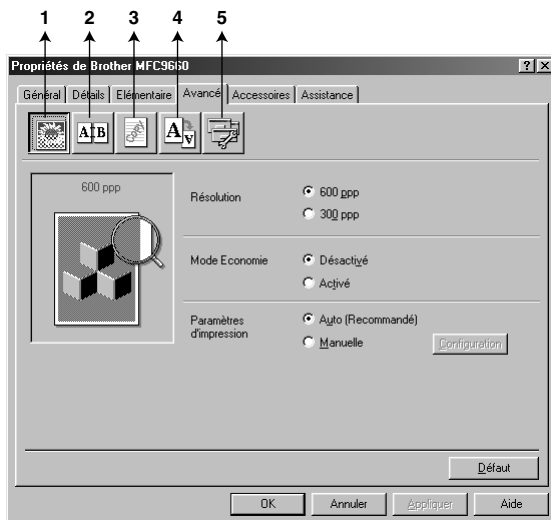 1 2 3 4 5
Propriétés de Brother MFC9660
Général Détails Elémentaire Avancé Accessoires Assistance
A B Copy A A
600 ppp
Résolution
600 ppp
300 ppp
Mode Economie
Désactivé
Activé
Paramètres
d'impression
Auto (Recommandé)
Manuelle
Configuration
Défaut
OK Annuler Appliquer Aide